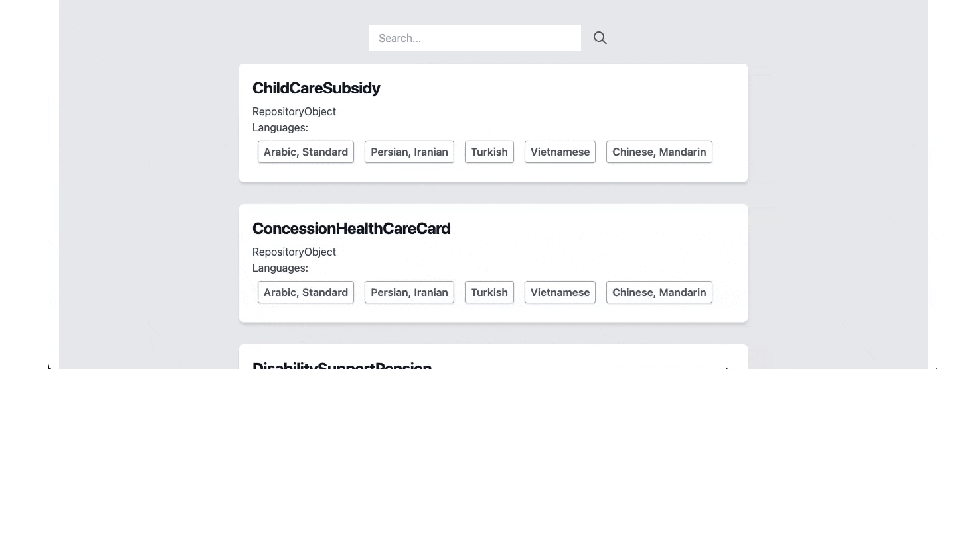 Search...
ChildCareSubsidy
RepositoryObject
Languages:
Arabic, Standard Persian, Iranian Turkish Vietnamese Chinese, Mandarin
ConcessionHealthCareCard
RepositoryObject
Languages:
Arabic, Standard Persian, Iranian Turkish Vietnamese Chinese, Mandarin
DisabilitySupportPension